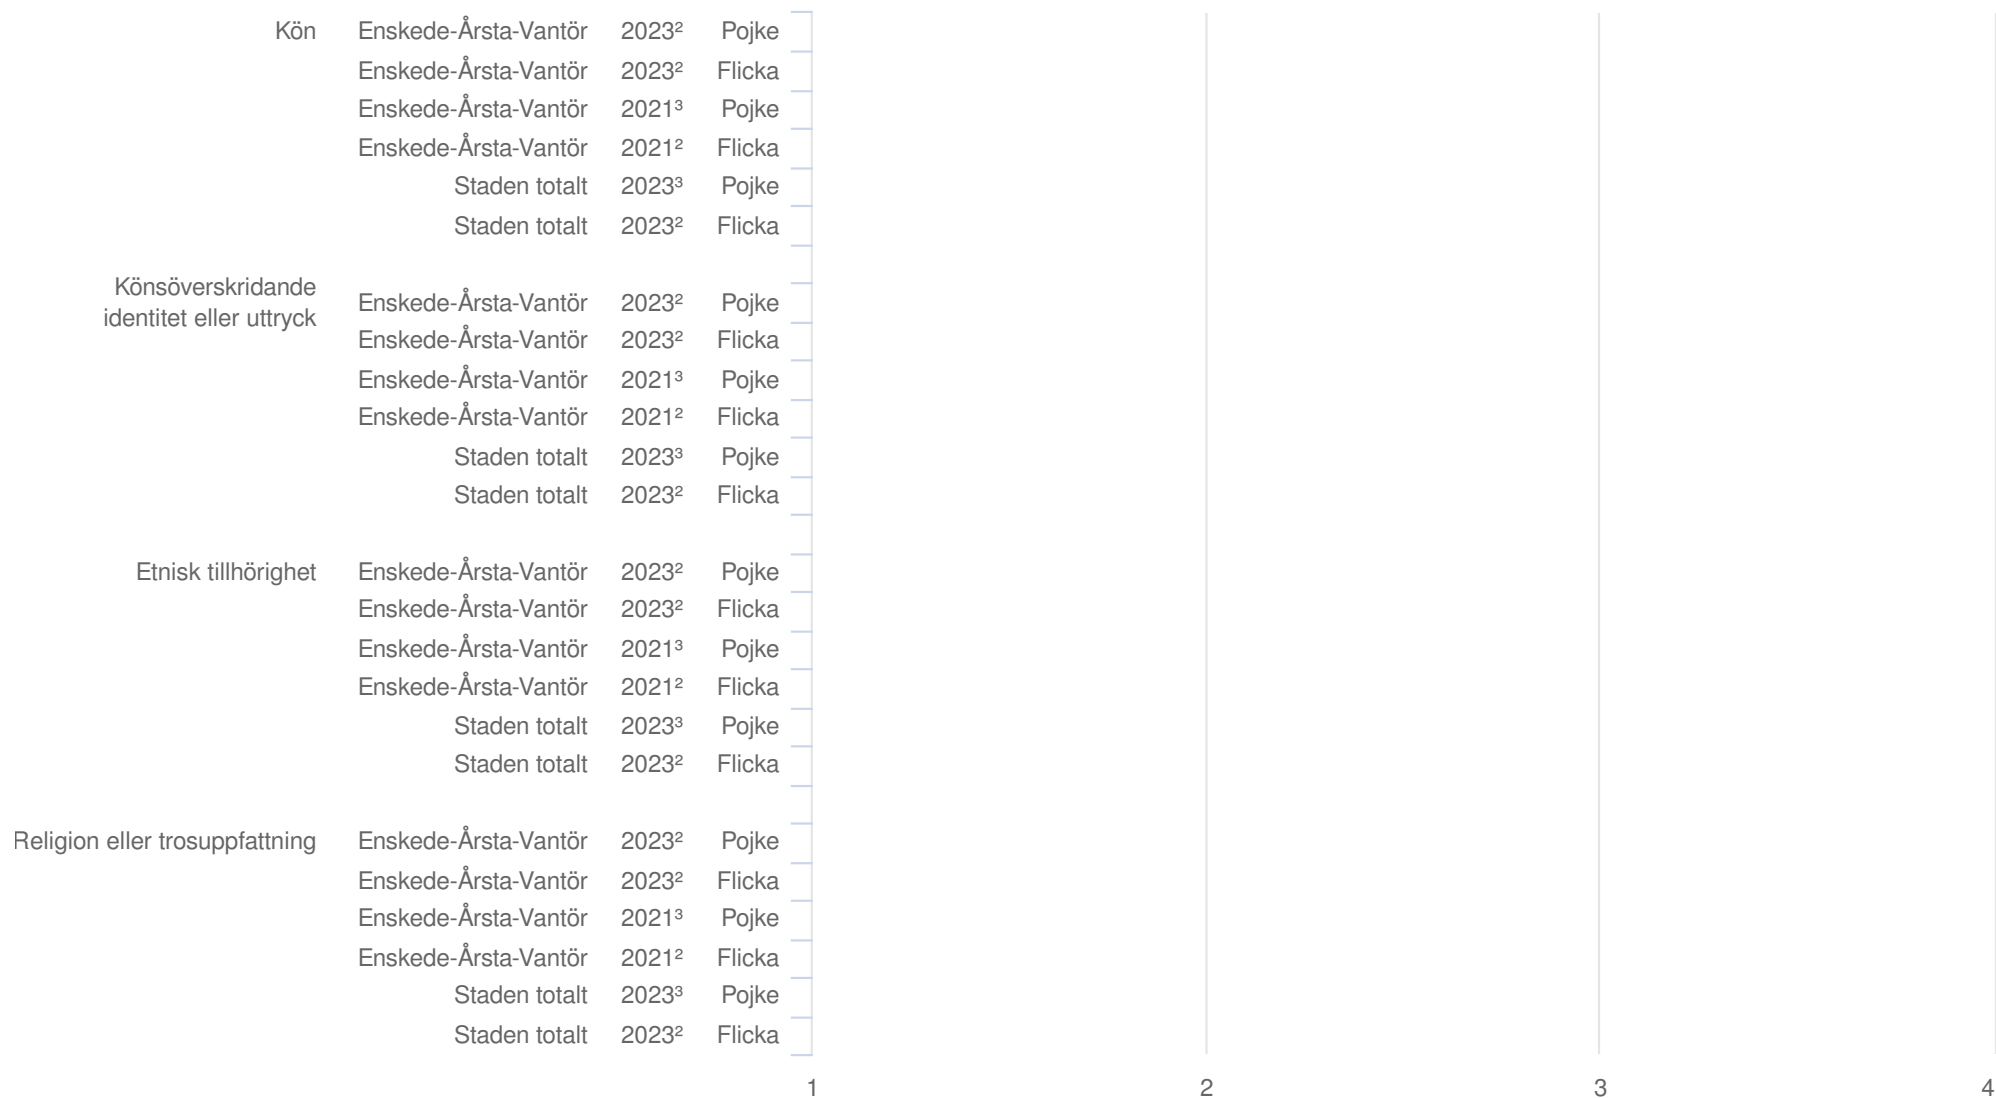 Kön Enskede-Årsta-Vantör 2023² Pojke
Enskede-Årsta-Vantör 2023² Flicka
Enskede-Årsta-Vantör 2021³ Pojke
Enskede-Årsta-Vantör 2021² Flicka
Staden totalt 2023³ Pojke
Staden totalt 2023² Flicka
Könsöverskridande
identitet eller uttryck
Enskede-Årsta-Vantör 2023² Pojke
Enskede-Årsta-Vantör 2023² Flicka
Enskede-Årsta-Vantör 2021³ Pojke
Enskede-Årsta-Vantör 2021² Flicka
Staden totalt 2023³ Pojke
Staden totalt 2023² Flicka
Etnisk tillhörighet Enskede-Årsta-Vantör 2023² Pojke
Enskede-Årsta-Vantör 2023² Flicka
Enskede-Årsta-Vantör 2021³ Pojke
Enskede-Årsta-Vantör 2021² Flicka
Staden totalt 2023³ Pojke
Staden totalt 2023² Flicka
Religion eller trosuppfattning Enskede-Årsta-Vantör 2023² Pojke
Enskede-Årsta-Vantör 2023² Flicka
Enskede-Årsta-Vantör 2021³ Pojke
Enskede-Årsta-Vantör 2021² Flicka
Staden totalt 2023³ Pojke
Staden totalt 2023² Flicka
1 2 3 4